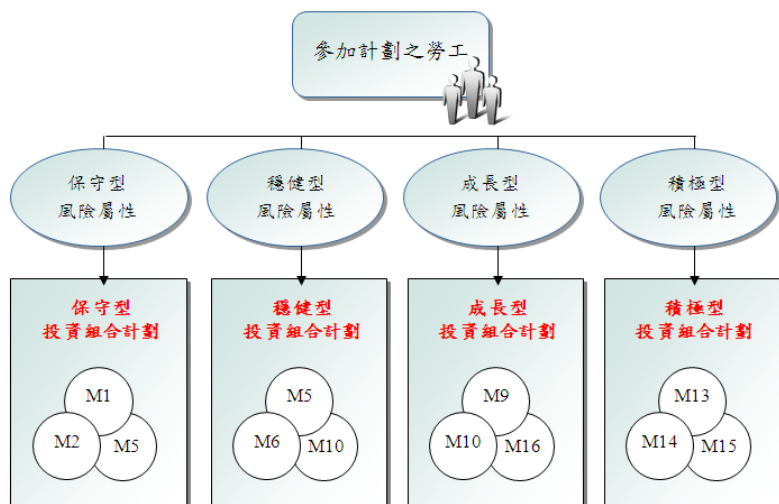 參加計劃之勞工
保守型
風險屬性
穩健型
風險屬性
成長型
風險屬性
積極型
風險屬性
保守型
投資組合計劃
M1
M2
M5
穩健型
投資組合計劃
M5
M6
M10
成長型
投資組合計劃
M9
M10
M16
積極型
投資組合計劃
M13
M14
M15